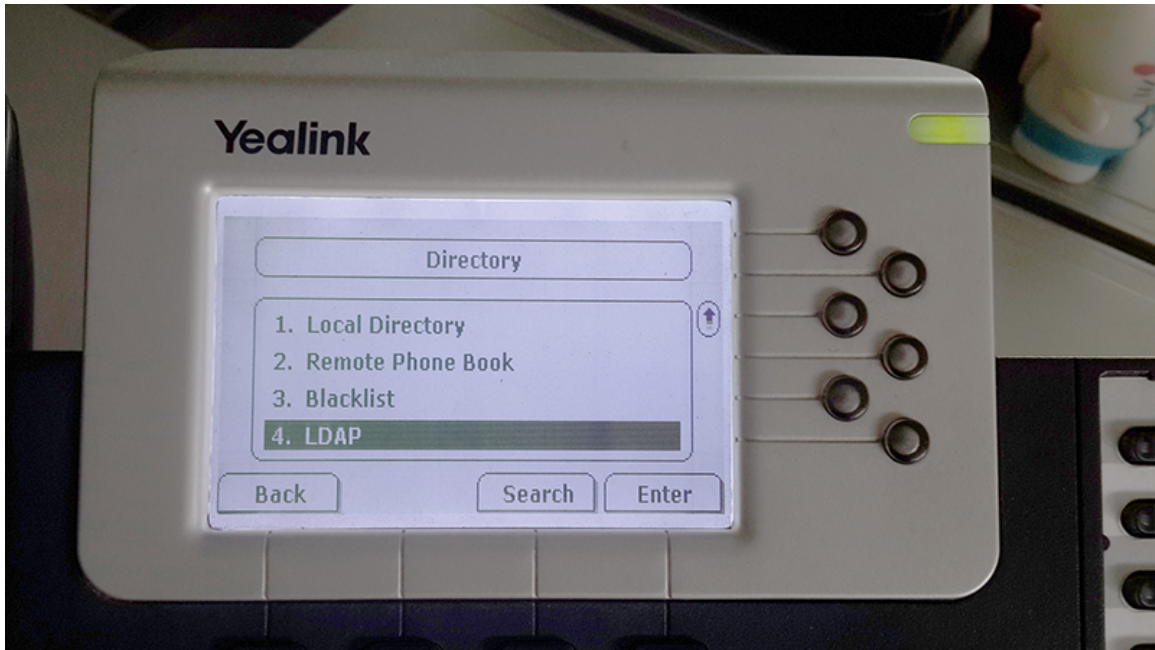 Yealink
Directory
1. Local Directory
2. Remote Phone Book
3. Blacklist
4. LDAP
Back Search Enter